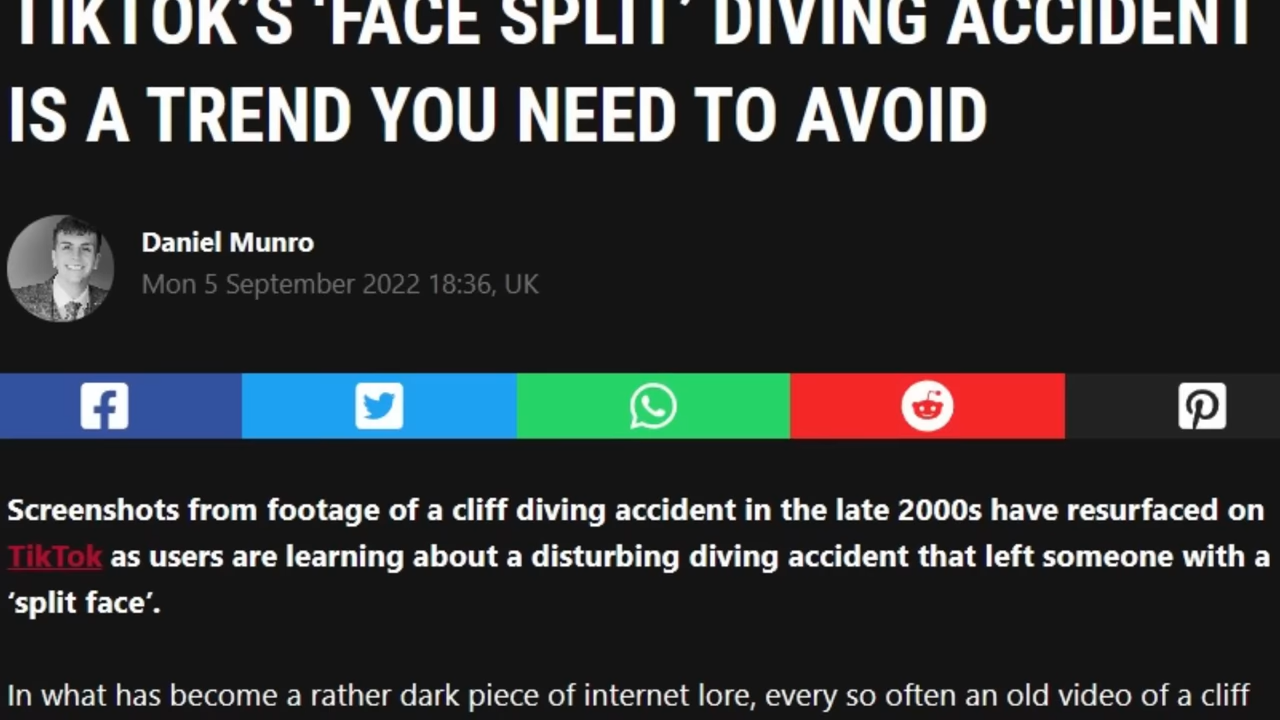 TIKTOK'S 'FACE SPLIT' DIVING ACCIDENT
IS A TREND YOU NEED TO AVOID
Daniel Munro
Mon 5 September 2022 18:36, UK
Screenshots from footage of a cliff diving accident in the late 2000s have resurfaced on
TikTok as users are learning about a disturbing diving accident that left someone with a
‘split face’.
In what has become a rather dark piece of internet lore, every so often an old video of a cliff